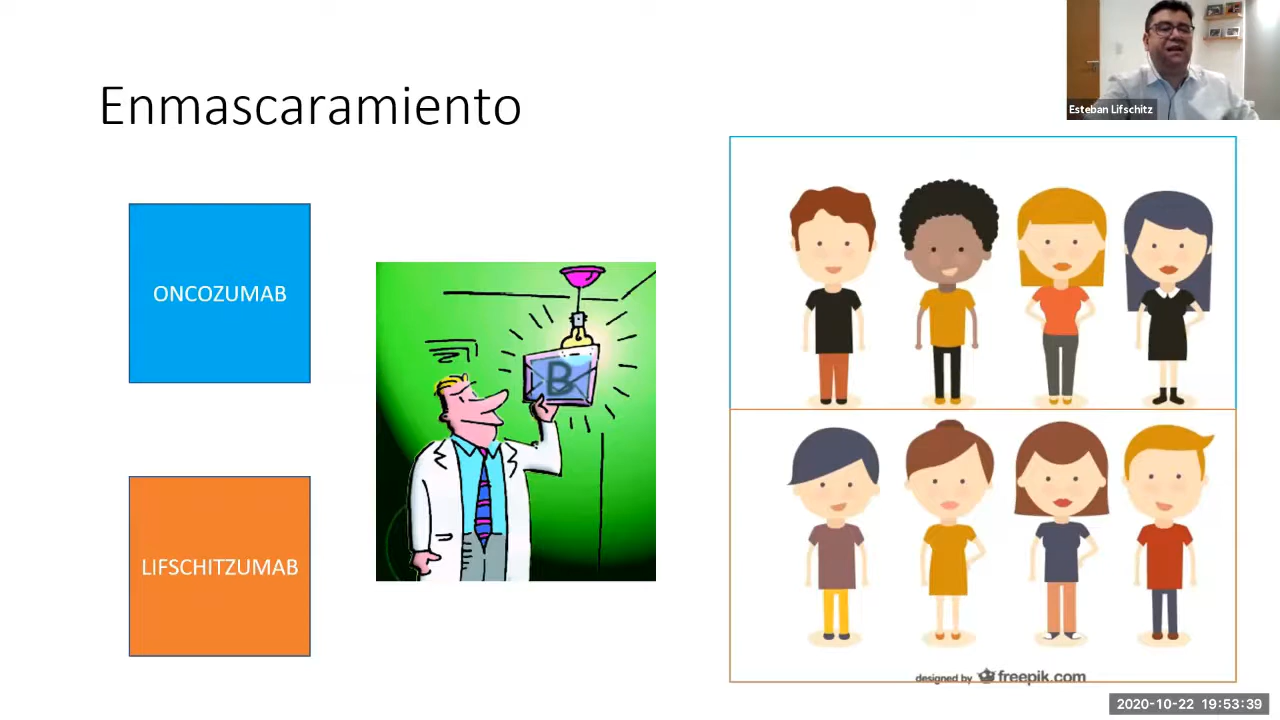 Esteban Lifschitz
Enmascaramiento
ONCOZUMAB
B
LIFSCHITZUMAB
designed by freepik.com
2020-10-22 19:53:39